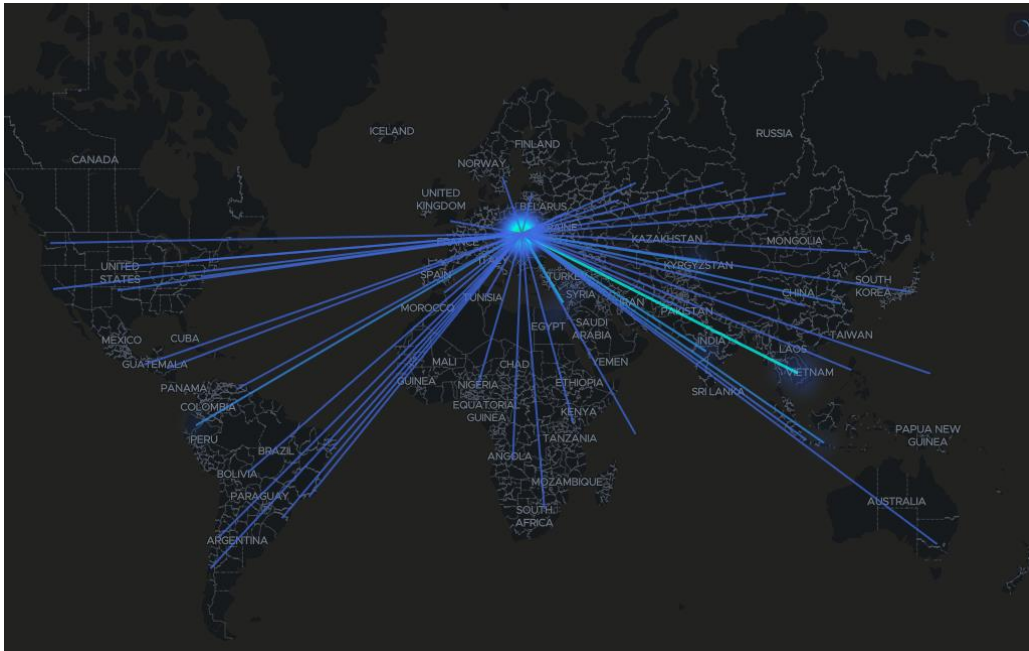 ICELAND
RUSSIA
FINLAND
CANADA
NORWAY
UNITED
KINGDOM
BELARUS
FRANCE
KAZAKHSTAN
MONGOLIA
UNITED
STATES
SPAIN
ITALY
TURKEY
KYRGYZSTAN
SOUTH
KOREA
TUNISIA
SYRIA
IRAN
CHINA
MOROCCO
PAKISTAN
EGYPT
SAUDI
ARABIA
TAIWAN
MEXICO
CUBA
INDIA
LAOS
GUATEMALA
MALI
CHAD
YEMEN
VIETNAM
PANAMA
GUINEA
NIGERIA
ETHIOPIA
SRI LANKA
COLOMBIA
EQUATORIAL
GUINEA
KENYA
PERU
TANZANIA
PAPUA NEW
GUINEA
BRAZIL
ANGOLA
BOLIVIA
MOZAMBIQUE
PARAGUAY
AUSTRALIA
SOUTH
AFRICA
ARGENTINA